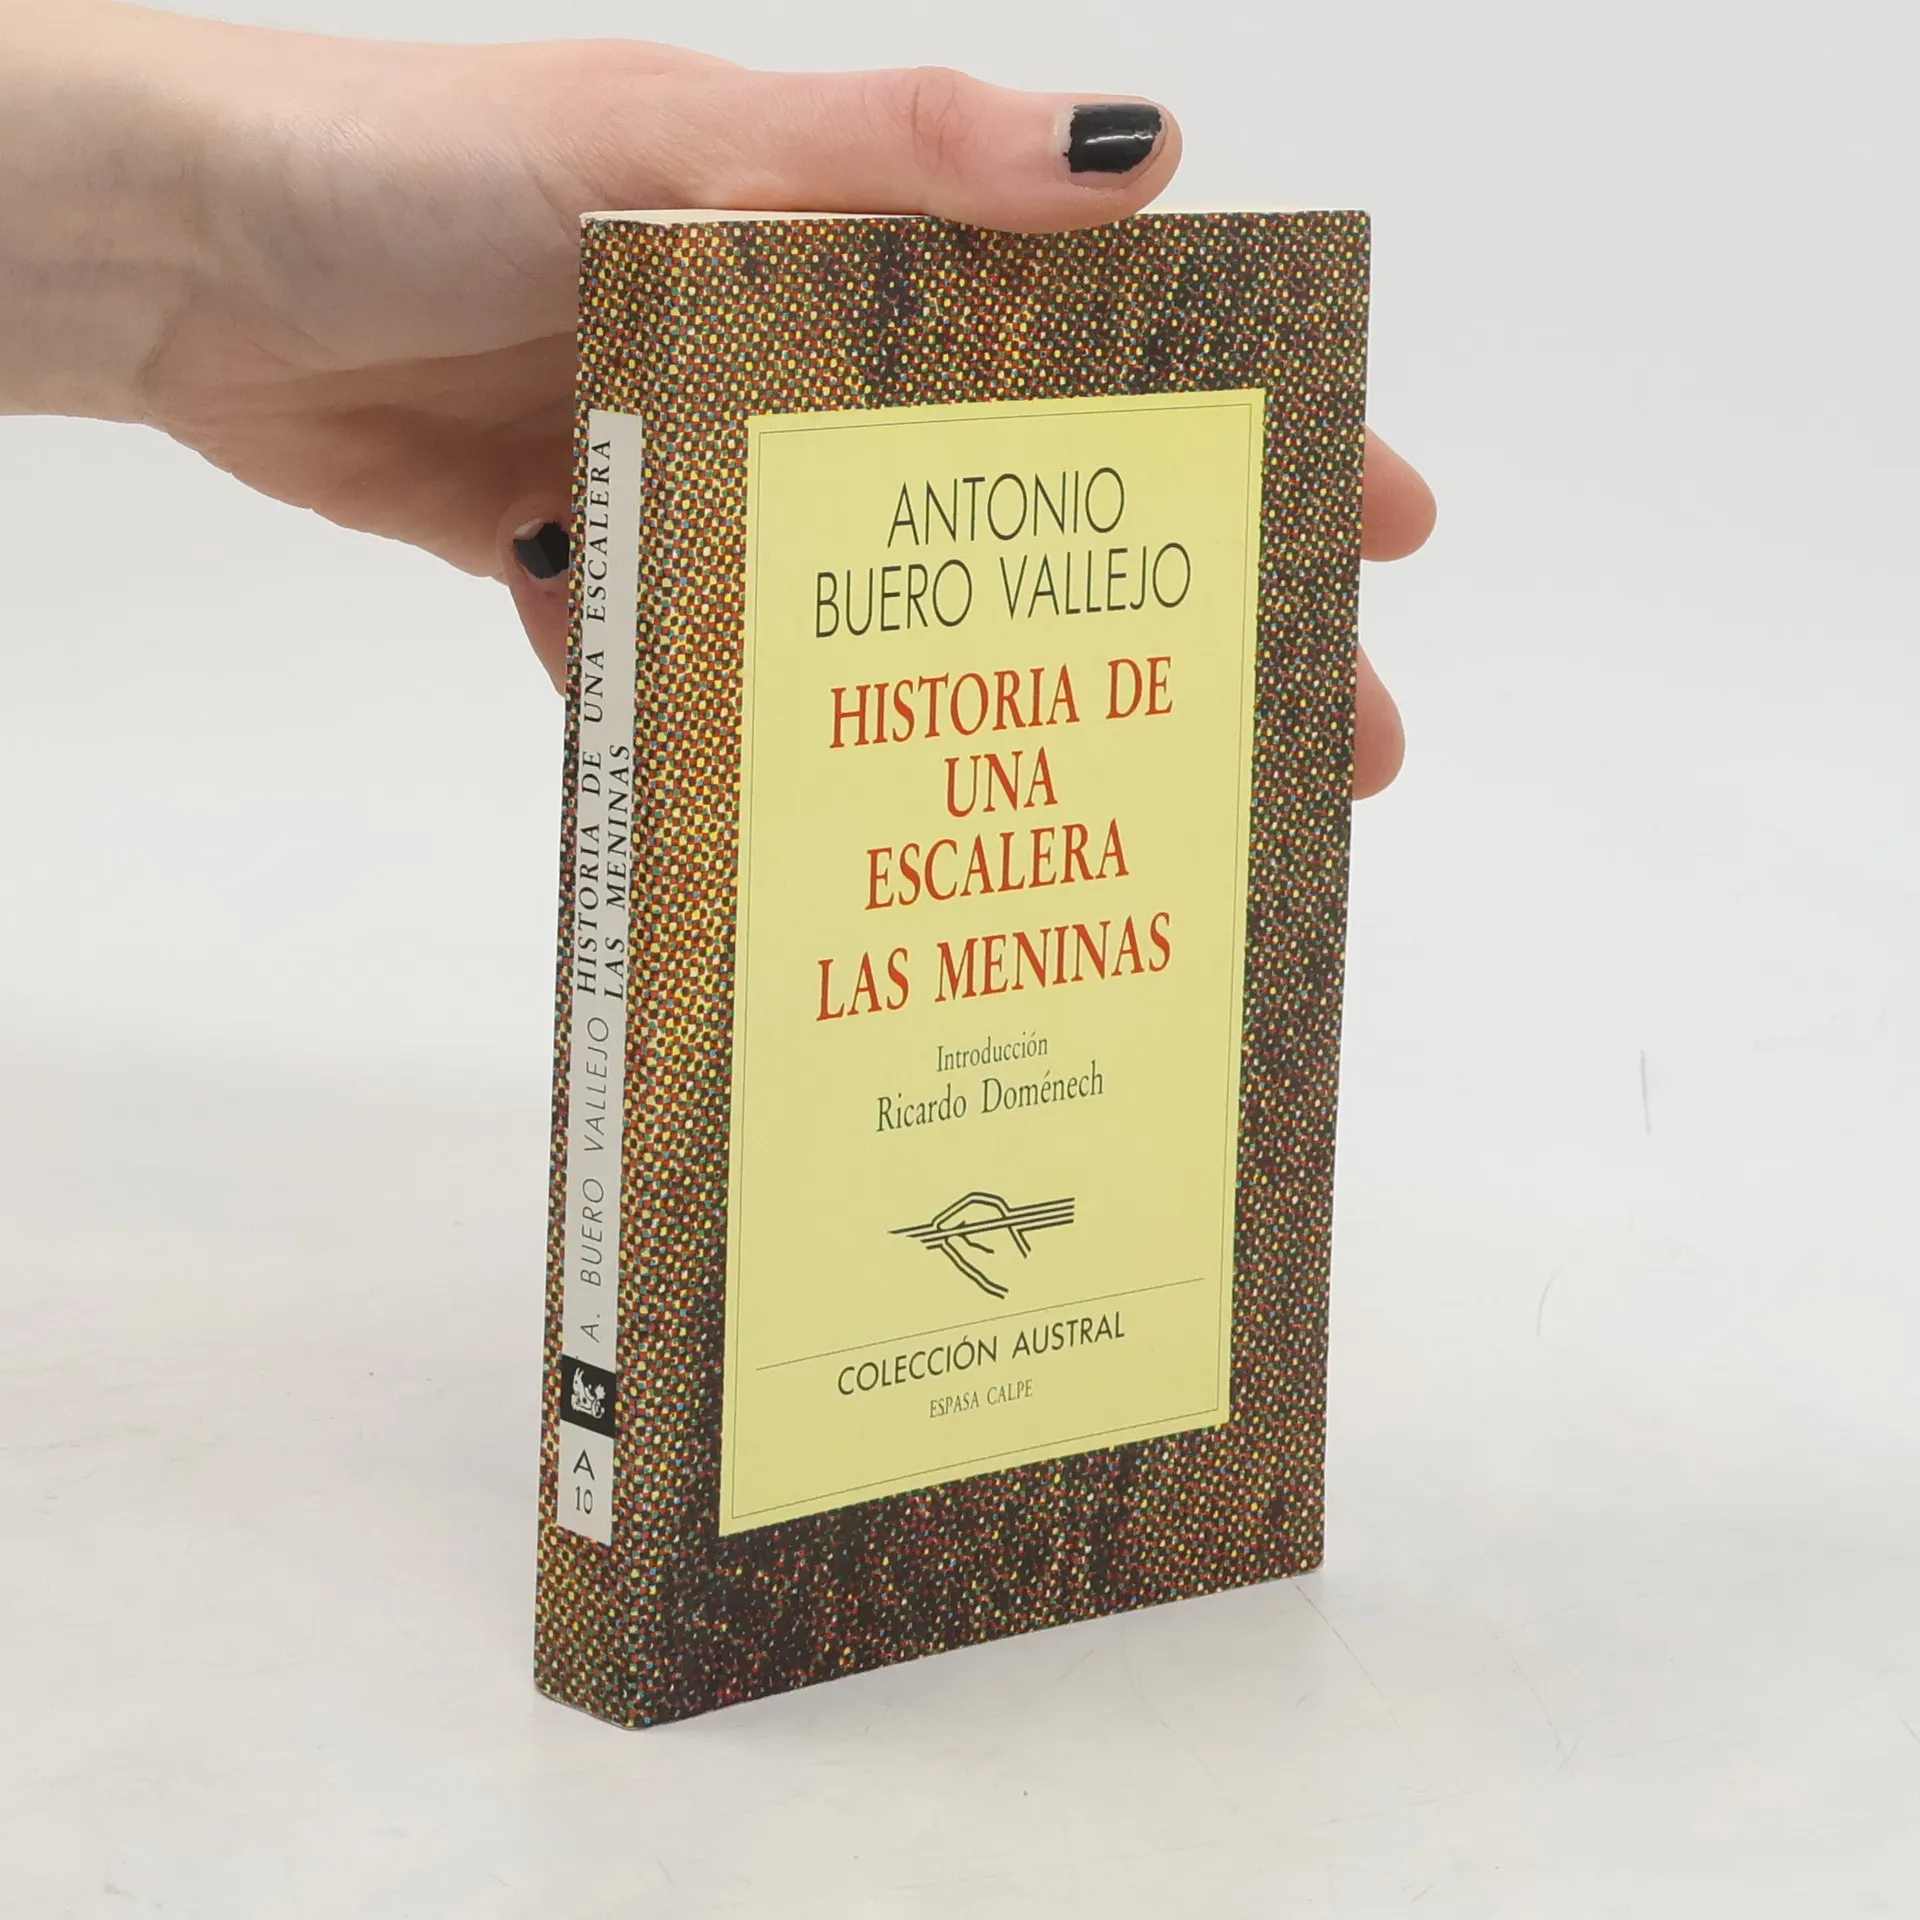 ANTONIO
BUERO VALLEJO
HISTORIA DE
UNA
ESCALERA
LAS MENINAS
Introducción
Ricardo Doménech
COLECCIÓN AUSTRAL
ESPASA CALPE
A. BUERO VALLEJO HISTORIA DE UNA ESCALERA
LAS MENINAS
A
10